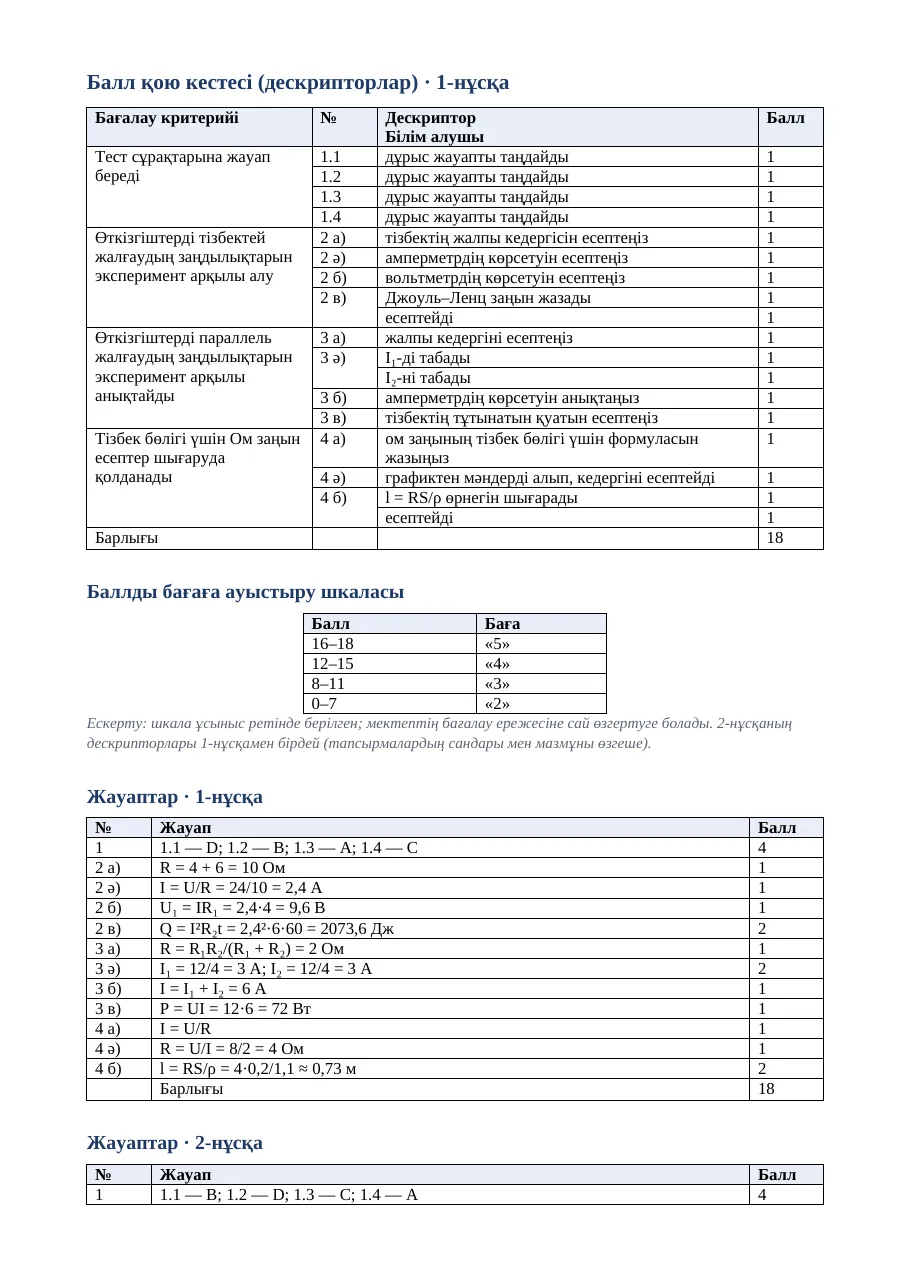 Балл қою кестесі (дескрипторлар) · 1-нұсқа
Бағалау критерийі № Дескриптор Балл
Білім алушы
Тест сұрақтарына жауап 1.1 дұрыс жауапты таңдайды 1
береді 1.2 дұрыс жауапты таңдайды 1
1.3 дұрыс жауапты таңдайды 1
1.4 дұрыс жауапты таңдайды 1
Өткізгіштерді тізбектей 2 а) тізбектің жалпы кедергісін есептеңіз 1
жалғаудың заңдылықтарын 2 ә) амперметрдің көрсетуін есептеңіз 1
эксперимент арқылы алу 2 б) вольтметрдің көрсетуін есептеңіз 1
2 в) Джоуль–Ленц заңын жазады 1
есептейді 1
Өткізгіштерді параллель 3 а) жалпы кедергіні есептеңіз 1
жалғаудың заңдылықтарын 3 ә) I₁-ді табады 1
эксперимент арқылы I₂-ні табады 1
анықтайды 3 б) амперметрдің көрсетуін анықтаңыз 1
3 в) тізбектің тұтынатын қуатын есептеңіз 1
Тізбек бөлігі үшін Ом заңын 4 а) ом заңының тізбек бөлігі үшін формуласын 1
есептер шығаруда жазыңыз
қолданады 4 ә) графиктен мәндерді алып, кедергіні есептейді 1
4 б) l = RS/ρ өрнегін шығарады 1
есептейді 1
Барлығы 18
Баллды бағаға ауыстыру шкаласы
Балл Баға
16–18 «5»
12–15 «4»
8–11 «3»
0–7 «2»
Ескерту: шкала ұсыныс ретінде берілген; мектептің бағалау ережесіне сай өзгертуге болады. 2-нұсқаның
дескрипторлары 1-нұсқамен бірдей (тапсырмалардың сандары мен мазмұны өзгеше).
Жауаптар · 1-нұсқа
№ Жауап Балл
1 1.1 — D; 1.2 — B; 1.3 — A; 1.4 — C 4
2 а) R = 4 + 6 = 10 Ом 1
2 ә) I = U/R = 24/10 = 2,4 А 1
2 б) U₁ = IR₁ = 2,4·4 = 9,6 В 1
2 в) Q = I²R₂t = 2,4²·6·60 = 2073,6 Дж 2
3 а) R = R₁R₂/(R₁ + R₂) = 2 Ом 1
3 ә) I₁ = 12/4 = 3 А; I₂ = 12/4 = 3 А 2
3 б) I = I₁ + I₂ = 6 А 1
3 в) P = UI = 12·6 = 72 Вт 1
4 а) I = U/R 1
4 ә) R = U/I = 8/2 = 4 Ом 1
4 б) l = RS/ρ = 4·0,2/1,1 ≈ 0,73 м 2
Барлығы 18
Жауаптар · 2-нұсқа
№ Жауап Балл
1 1.1 — B; 1.2 — D; 1.3 — C; 1.4 — A 4